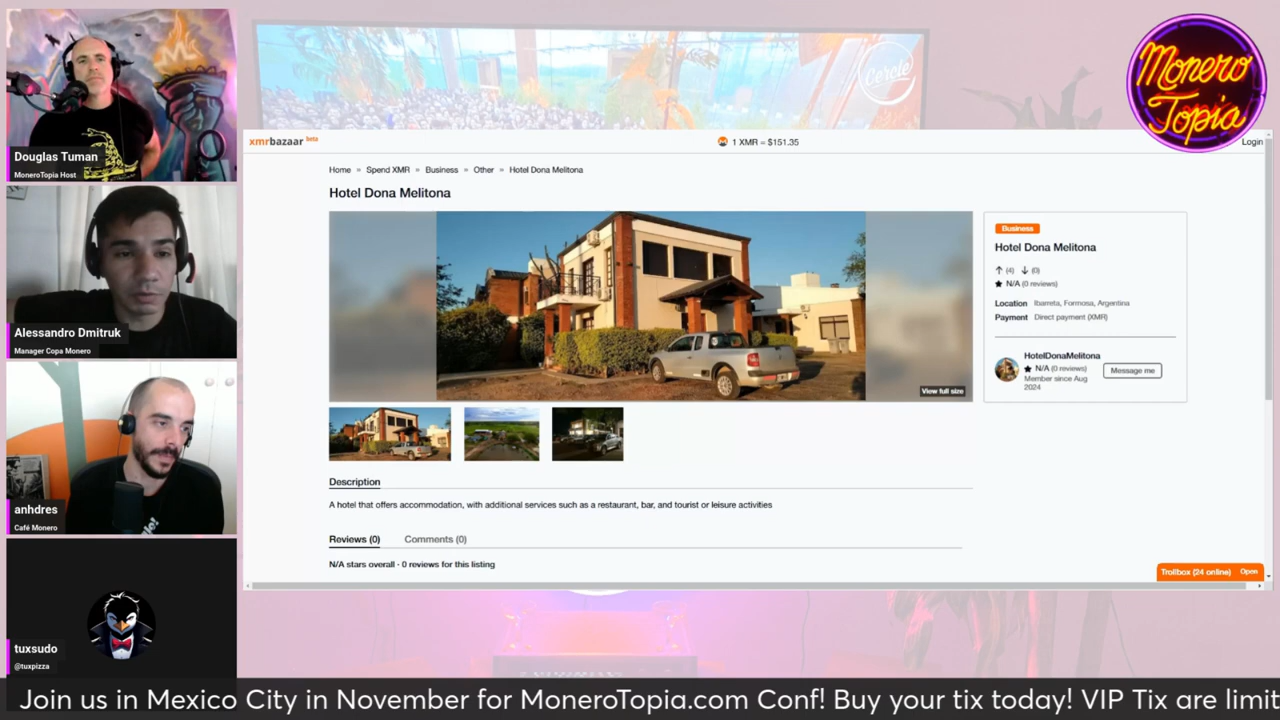 Monero
Topia
Cercle
Douglas Tuman
MoneroTopia Host
Alessandro Dmitruk
Manager Copa Monero
anhdres
Café Monero
tuxsudo
@tuxpizza
xmrbazaar beta
1 XMR = $151.35
Login
Home » Spend XMR » Business » Other » Hotel Dona Melitona
Hotel Dona Melitona
View full size
Business
Hotel Dona Melitona
(4) (0)
N/A (0 reviews)
Location Ibarreta, Formosa, Argentina
Payment Direct payment (XMR)
HotelDonaMelitona
N/A (0 reviews)
Member since Aug
2024
Message me
Description
A hotel that offers accommodation, with additional services such as a restaurant, bar, and tourist or leisure activities
Reviews (0) Comments (0)
N/A stars overall - 0 reviews for this listing
Trollbox (24 online) Open
Join us in Mexico City in November for MoneroTopia.com Conf! Buy your tix today! VIP Tix are limit